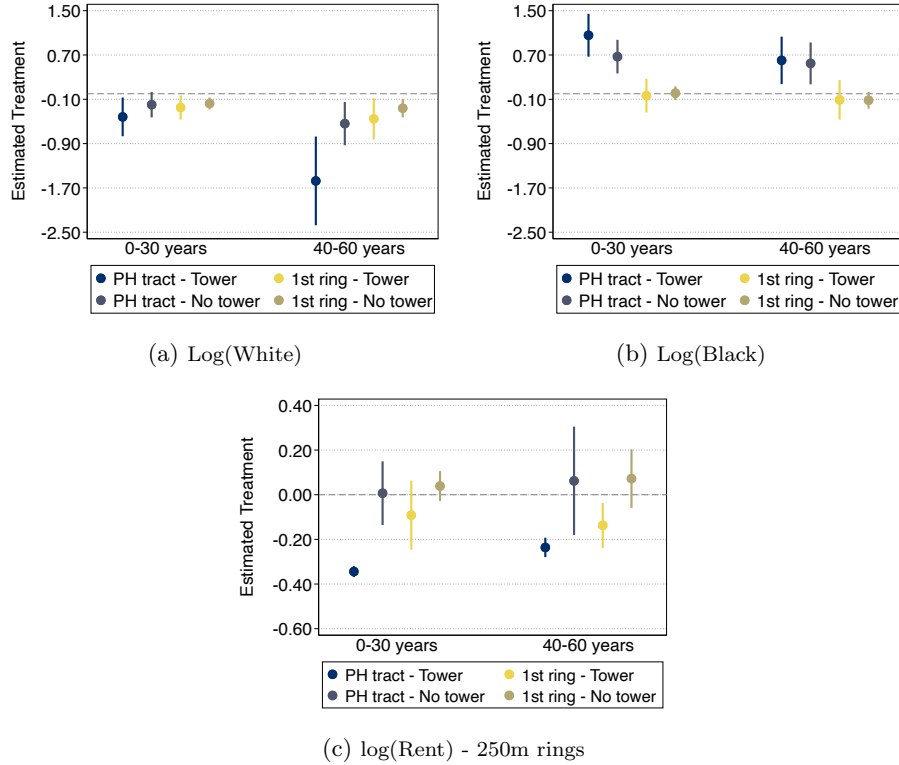 1.50
0.70
-0.10
-0.90
-1.70
-2.50
Estimated Treatment
0-30 years
40-60 years
PH tract - Tower
1st ring - Tower
PH tract - No tower
1st ring - No tower
(a) Log(White)
1.50
0.70
-0.10
-0.90
-1.70
-2.50
Estimated Treatment
0-30 years
40-60 years
PH tract - Tower
1st ring - Tower
PH tract - No tower
1st ring - No tower
(b) Log(Black)
0.40
0.20
0.00
-0.20
-0.40
-0.60
Estimated Treatment
0-30 years
40-60 years
PH tract - Tower
1st ring - Tower
PH tract - No tower
1st ring - No tower
(c) log(Rent) - 250m rings